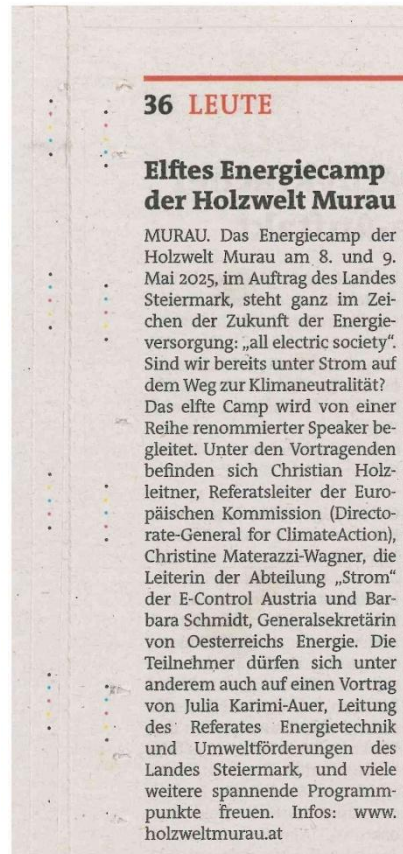 36 LEUTE
Elftes Energiecamp
der Holzwelt Murau
MURAU. Das Energiecamp der
Holzwelt Murau am 8. und 9.
Mai 2025, im Auftrag des Landes
Steiermark, steht ganz im Zei-
chen der Zukunft der Energie-
versorgung: „all electric society“.
Sind wir bereits unter Strom auf
dem Weg zur Klimaneutralität?
Das elfte Camp wird von einer
Reihe renommierter Speaker be-
gleitet. Unter den Vortragenden
befinden sich Christian Holz-
leitner, Referatsleiter der Euro-
päischen Kommission (Directo-
rate-General for ClimateAction),
Christine Materazzi-Wagner, die
Leiterin der Abteilung „Strom“
der E-Control Austria und Bar-
bara Schmidt, Generalsekretärin
von Oesterreichs Energie. Die
Teilnehmer dürfen sich unter
anderem auch auf einen Vortrag
von Julia Karimi-Auer, Leitung
des Referates Energietechnik
und Umweltförderungen des
Landes Steiermark, und viele
weitere spannende Programm-
punkte freuen. Infos: www.
holzweltmurau.at